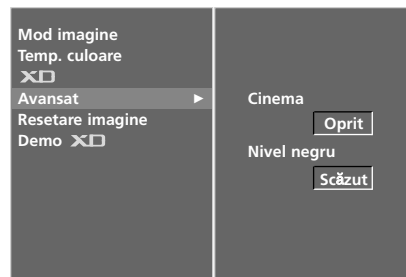 Mod imagine
Temp. culoare
XD
Avansat ►
Resetare imagine
Demo XD
Cinema
Oprit
Nivel negru
Scăzut